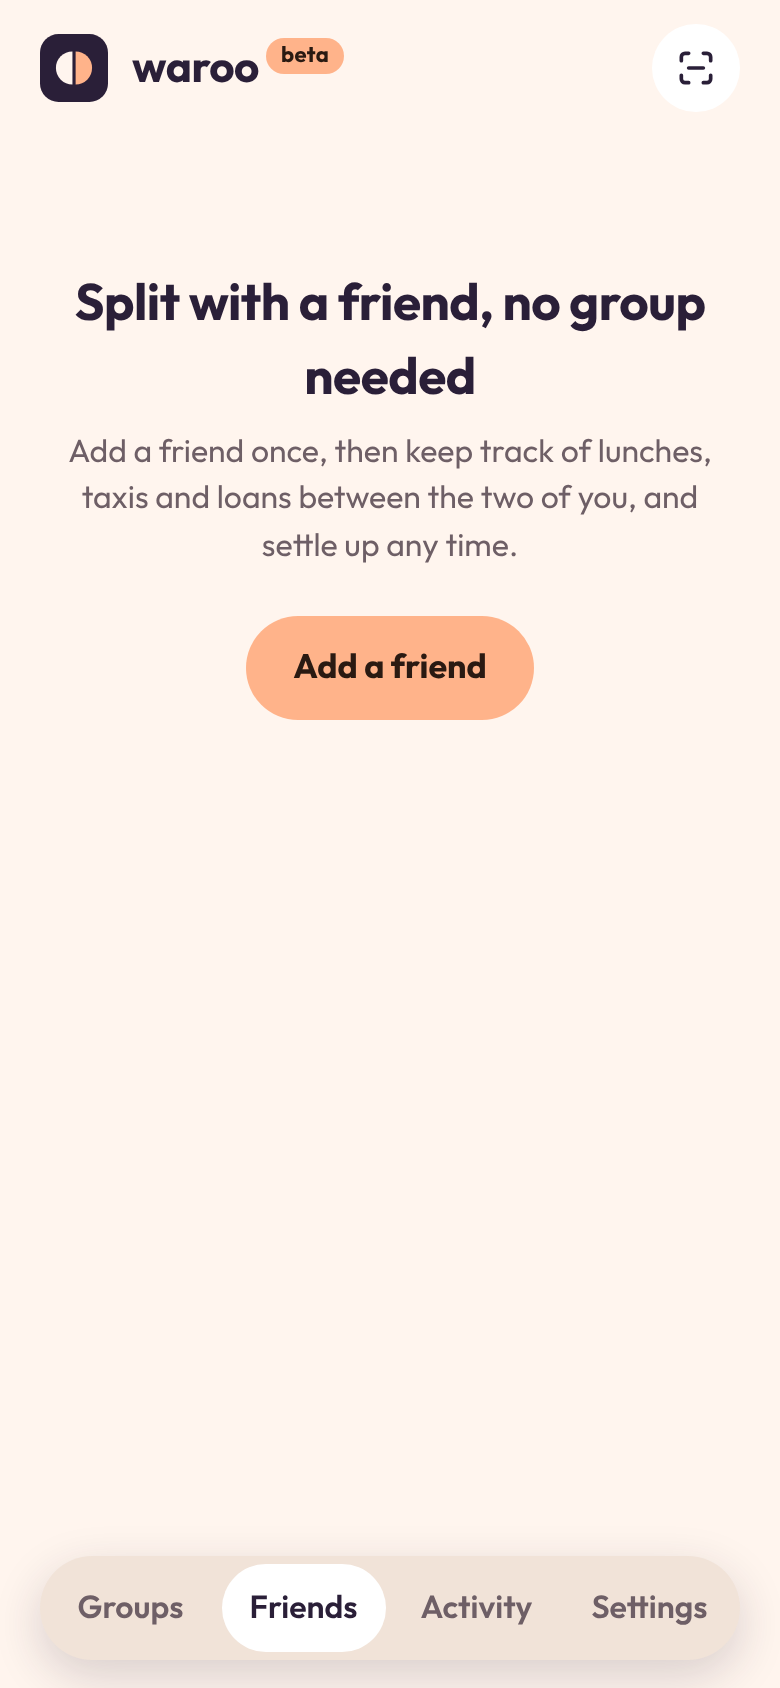 waroo beta
Split with a friend, no group
needed
Add a friend once, then keep track of lunches,
taxis and loans between the two of you, and
settle up any time.
Add a friend
Groups Friends Activity Settings